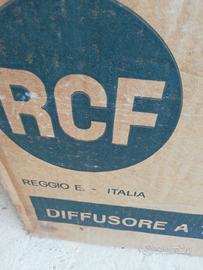 RCF
REGGIO E. - ITALIA
DIFFUSORE A